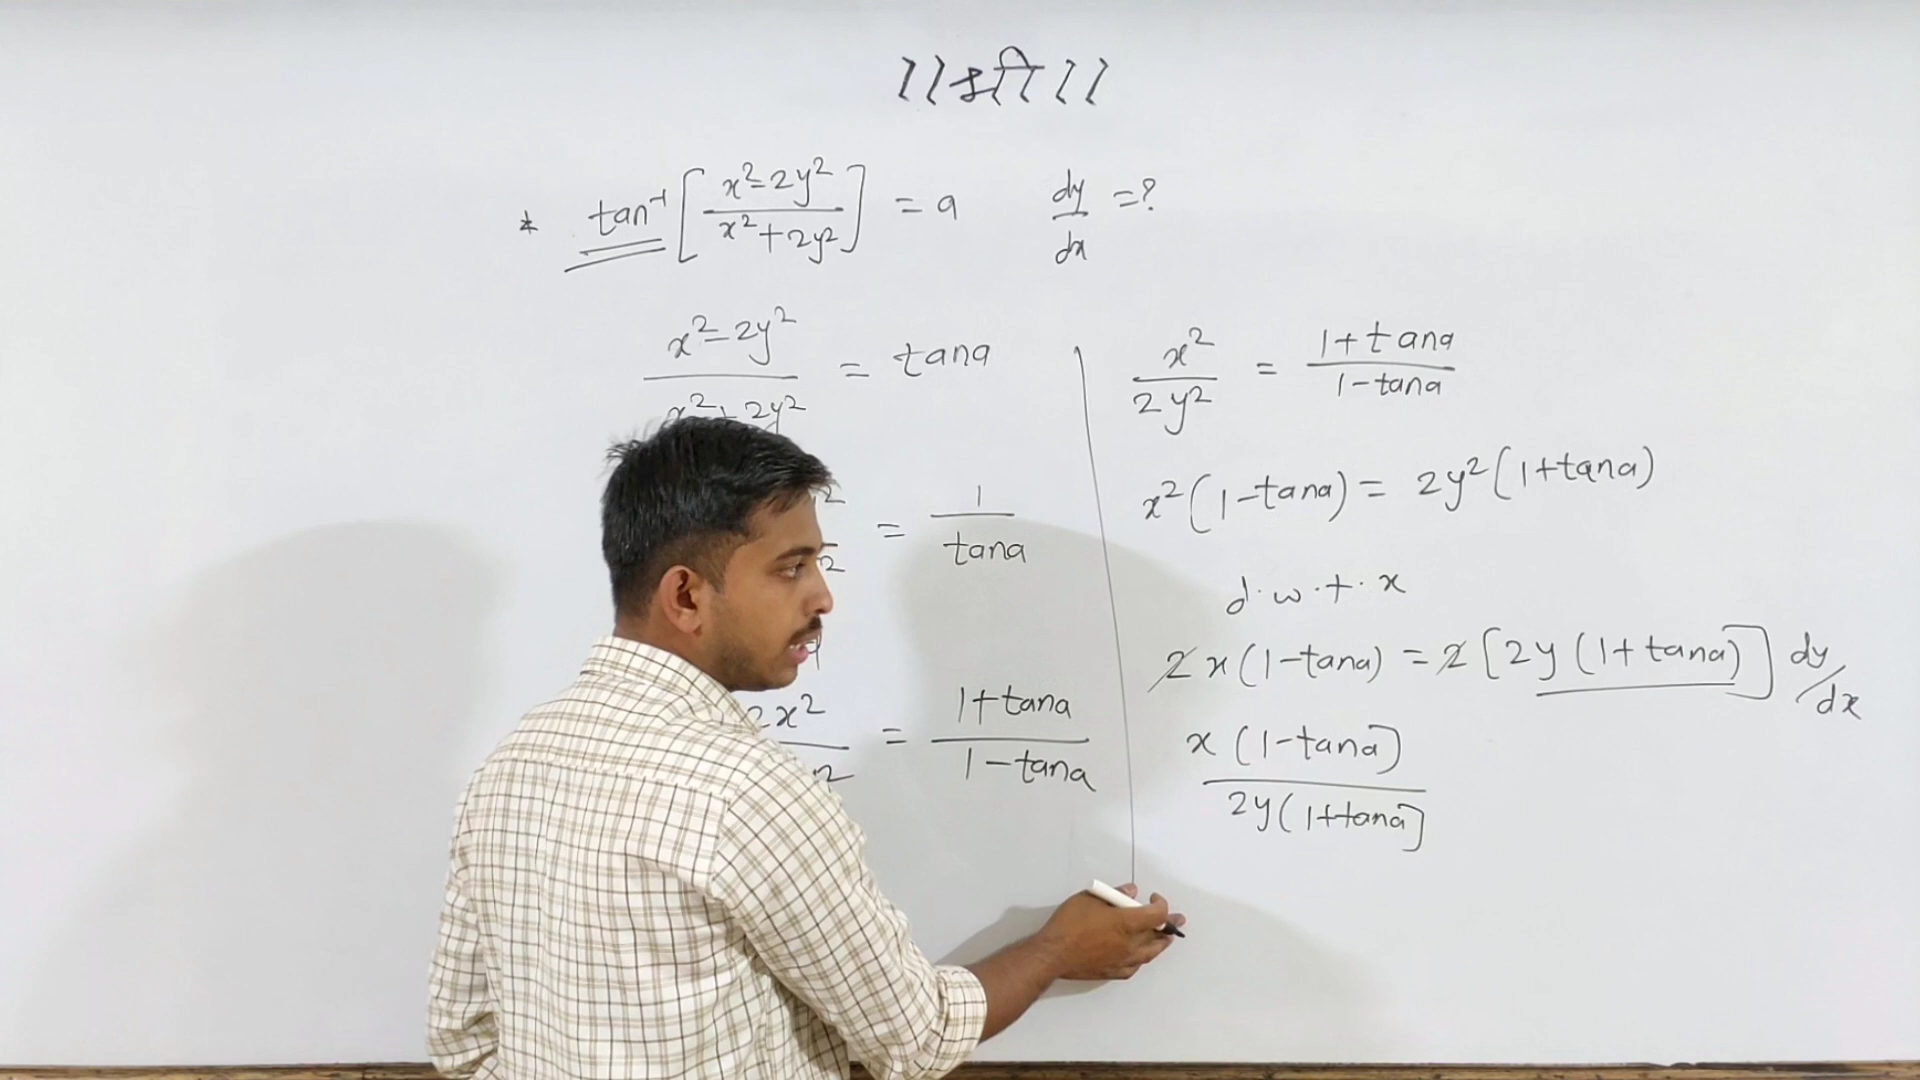 ।।श्री।।
* tan⁻¹ [ (x² - 2y²) / (x² + 2y²) ] = a   dy/dx = ?
(x² - 2y²) / (x² + 2y²) = tana
= 1 / tana
2x² / = (1 + tana) / (1 - tana)
x² / 2y² = (1 + tana) / (1 - tana)
x² (1 - tana) = 2y² (1 + tana)
d.w.t.x
2x (1 - tana) = 2 [2y (1 + tana)] dy/dx
x (1 - tana) / 2y (1 + tana)